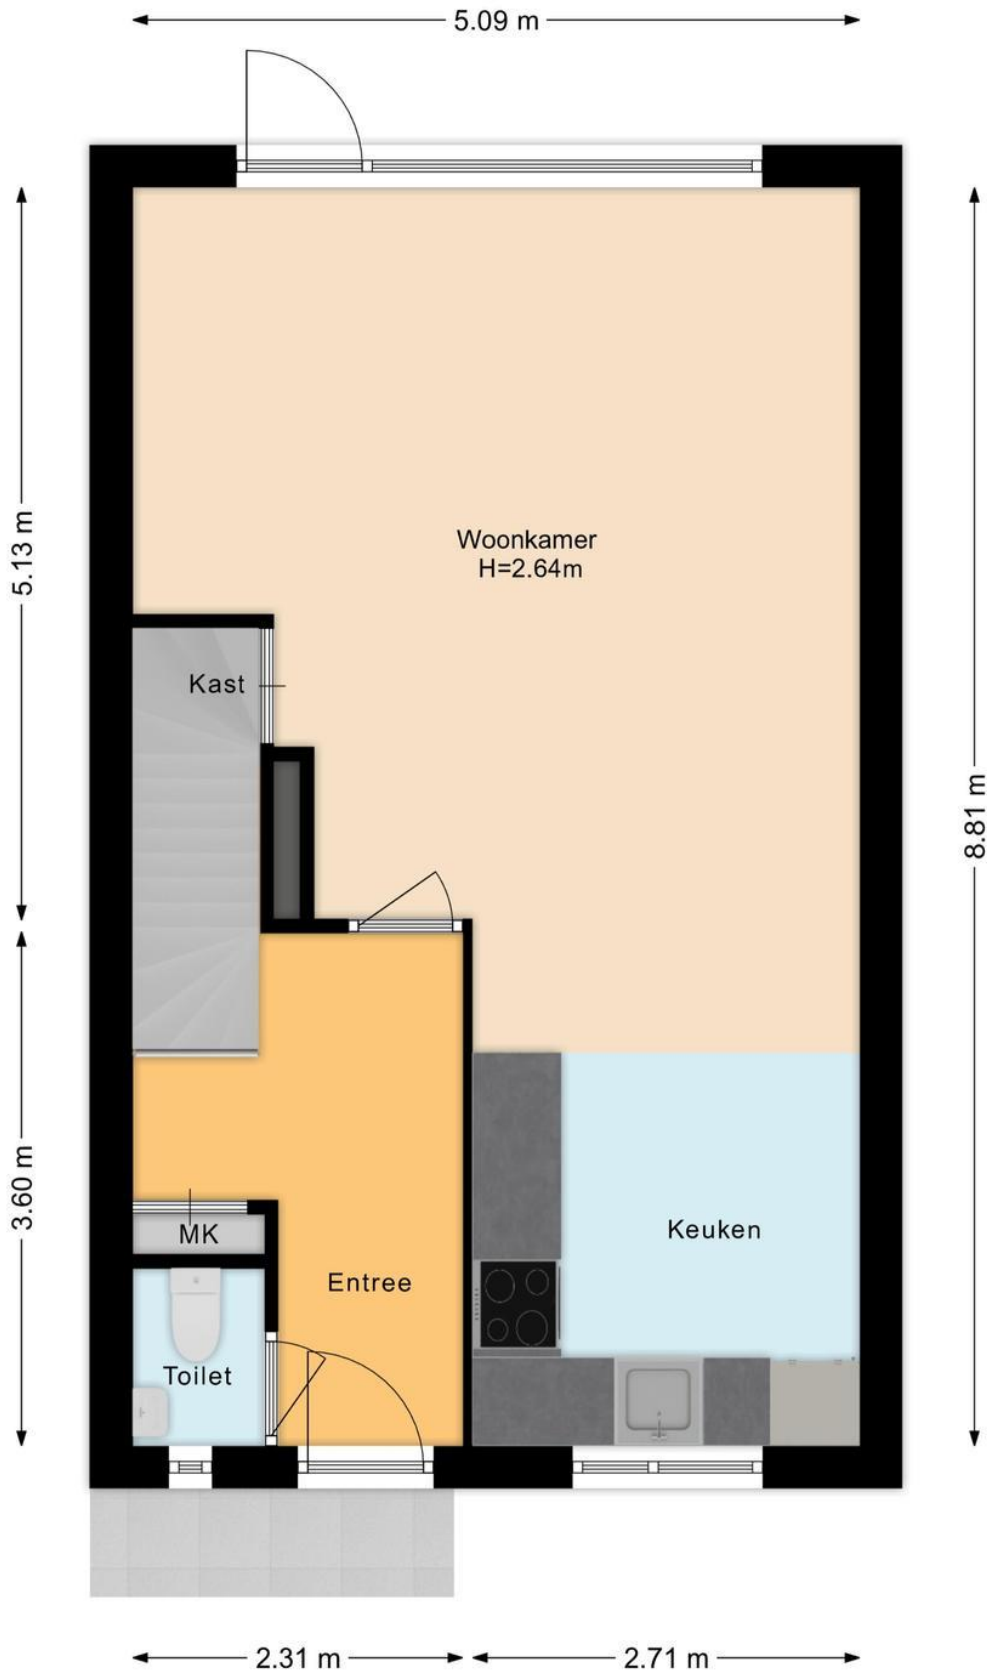 5.09 m
Woonkamer
H=2.64m
5.13 m
Kast
8.81 m
3.60 m
MK
Keuken
Entree
Toilet
2.31 m
2.71 m